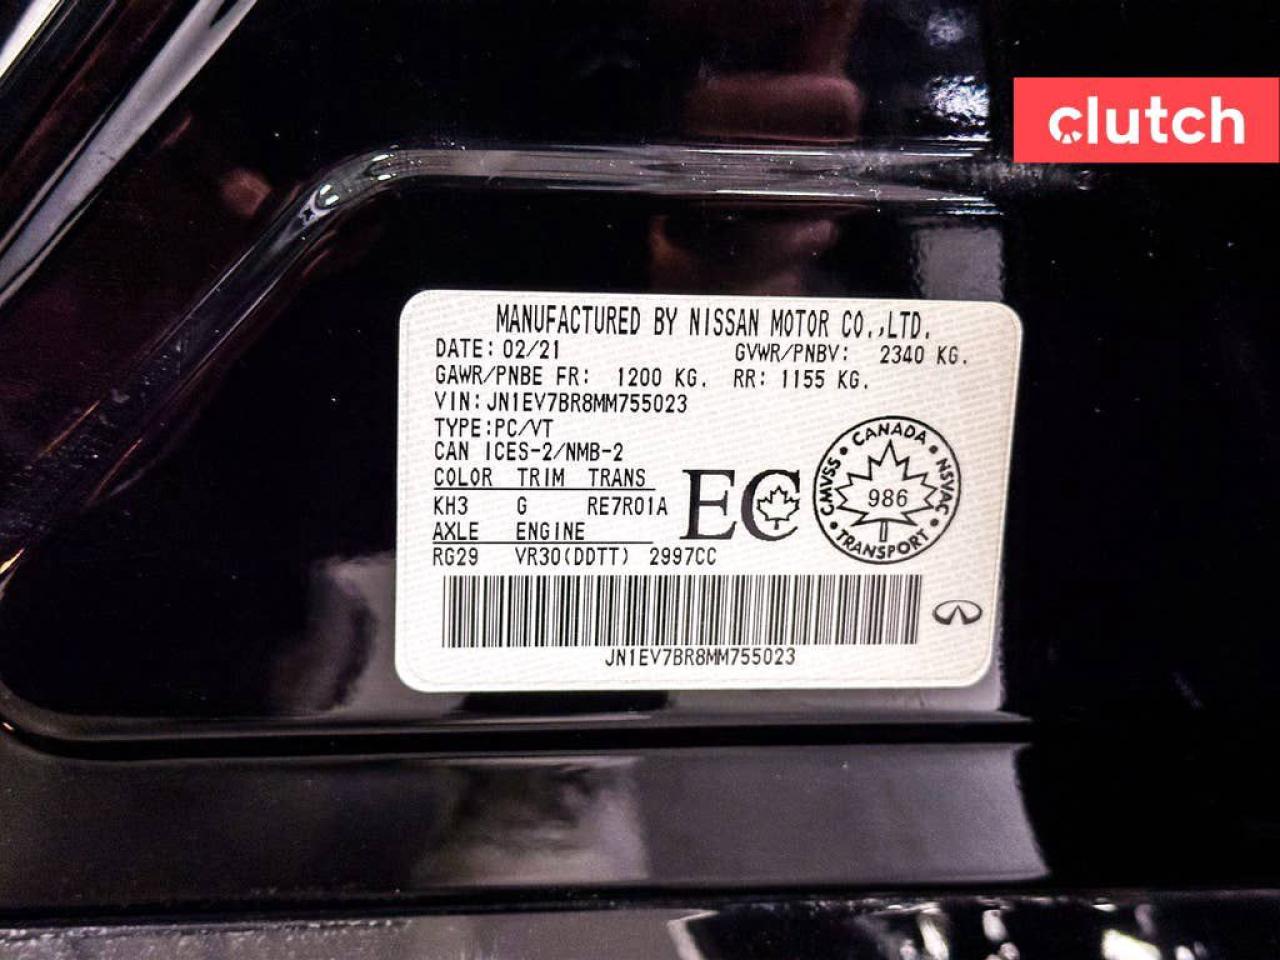 clutch
MANUFACTURED BY NISSAN MOTOR CO.,LTD.
DATE: 02/21 GVWR/PNBV: 2340 KG.
GAWR/PNBE FR: 1200 KG. RR: 1155 KG.
VIN:JN1EV7BR8MM755023
TYPE:PC/VT
CAN ICES-2/NMB-2
COLOR TRIM TRANS
KH3 G RE7R01A
AXLE ENGINE
RG29 VR30(DDTT) 2997CC
EC
CANADA
CMVSS 986 NSVAC
TRANSPORT
JN1EV7BR8MM755023